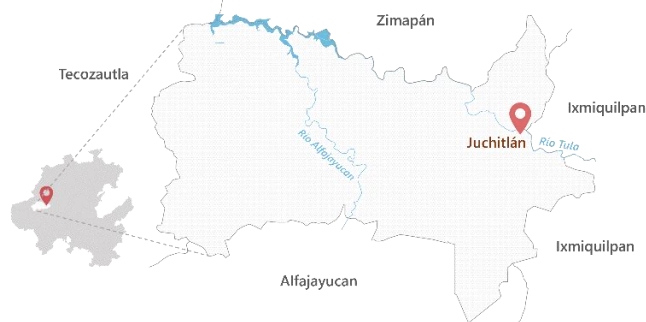 Zimapán
Tecozautla
Ixmiquilpan
Juchitlán
Río Tula
Río Alfajayucan
Ixmiquilpan
Alfajayucan